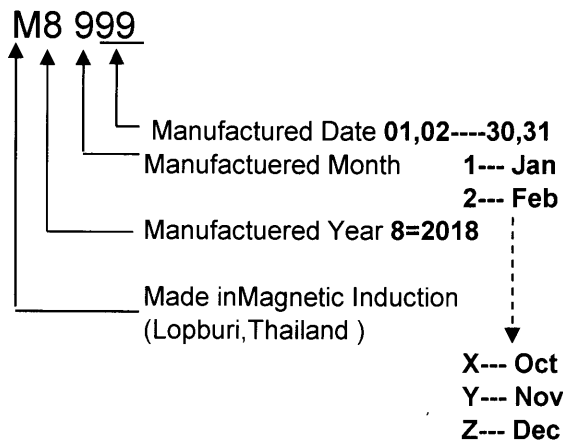 M8 999
Manufactured Date 01,02----30,31
Manufactuered Month 1--- Jan
2--- Feb
Manufactuered Year 8=2018
Made inMagnetic Induction
(Lopburi,Thailand )
X--- Oct
Y--- Nov
Z--- Dec